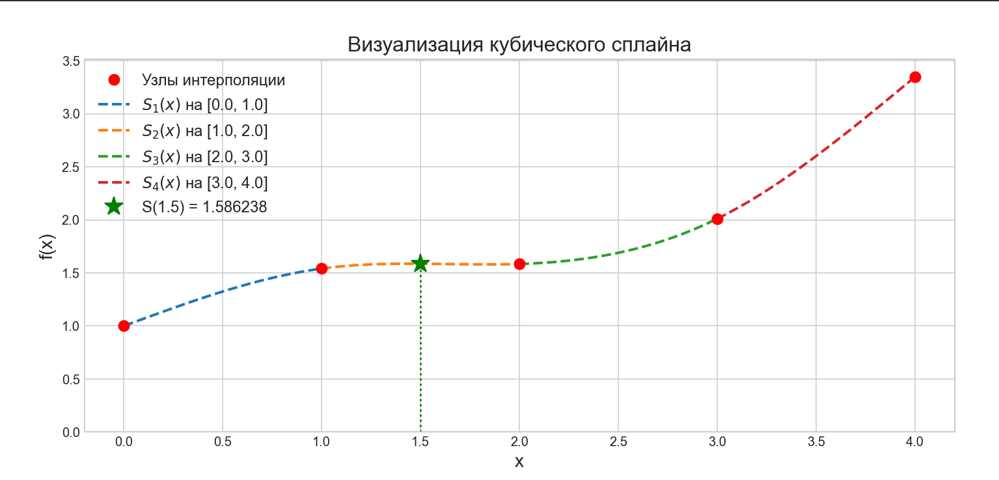 Визуализация кубического сплайна
3.5
3.0
2.5
2.0
1.5
1.0
0.5
0.0
f(x)
Узлы интерполяции
S₁(x) на [0.0, 1.0]
S₂(x) на [1.0, 2.0]
S₃(x) на [2.0, 3.0]
S₄(x) на [3.0, 4.0]
S(1.5) = 1.586238
0.0 0.5 1.0 1.5 2.0 2.5 3.0 3.5 4.0
x